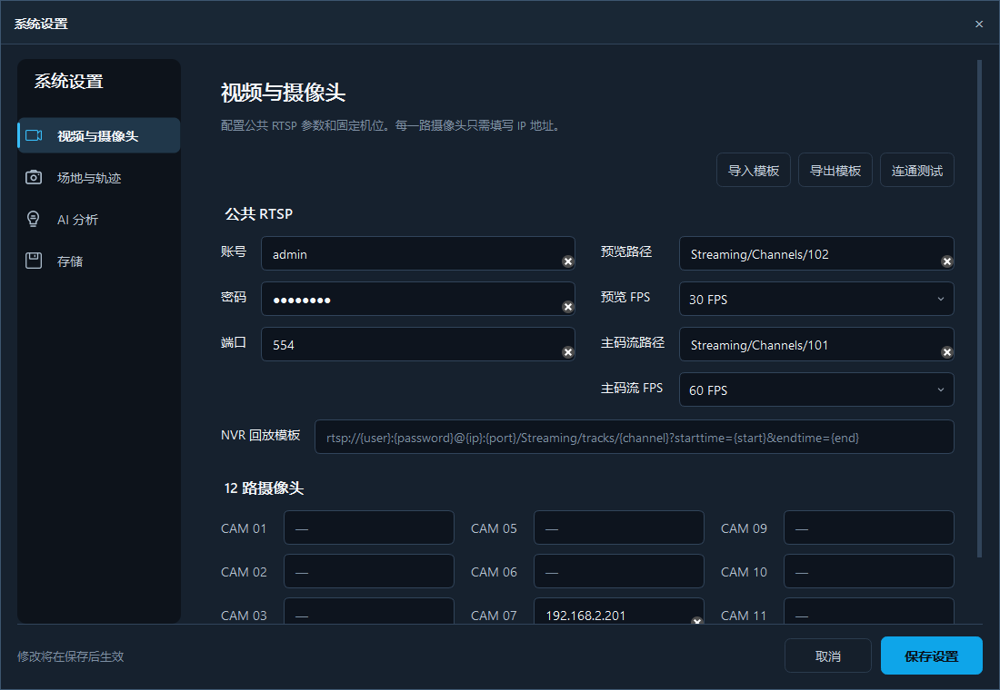 系统设置
×
系统设置
视频与摄像头
场地与轨迹
AI 分析
存储
视频与摄像头
配置公共 RTSP 参数和固定机位。每一路摄像头只需填写 IP 地址。
导入模板 导出模板 连通测试
公共 RTSP
账号 admin 预览路径 Streaming/Channels/102
密码 ●●●●●●●● 预览 FPS 30 FPS
端口 554 主码流路径 Streaming/Channels/101
主码流 FPS 60 FPS
NVR 回放模板 rtsp://{user}:{password}@{ip}:{port}/Streaming/tracks/{channel}?starttime={start}&endtime={end}
12 路摄像头
CAM 01 — CAM 05 — CAM 09 —
CAM 02 — CAM 06 — CAM 10 —
CAM 03 — CAM 07 192.168.2.201 CAM 11 —
修改将在保存后生效 取消 保存设置